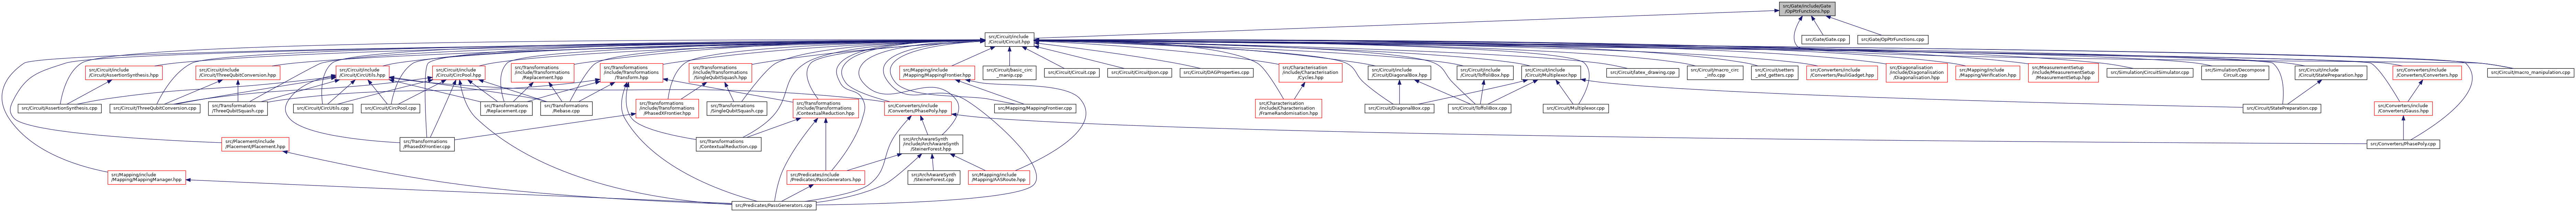 src/Gate/include/Gate
/OpPtrFunctions.hpp
src/Circuit/include
/Circuit/Circuit.hpp
src/Gate/Gate.cpp
src/Gate/OpPtrFunctions.cpp
src/Circuit/include
/Circuit/AssertionSynthesis.hpp
src/Circuit/include
/Circuit/ThreeQubitConversion.hpp
src/Circuit/include
/Circuit/CircUtils.hpp
src/Circuit/include
/Circuit/CircPool.hpp
src/Transformations
/include/Transformations
/Replacement.hpp
src/Transformations
/include/Transformations
/Transform.hpp
src/Transformations
/include/Transformations
/SingleQubitSquash.hpp
src/Mapping/include
/Mapping/MappingFrontier.hpp
src/Circuit/basic_circ
_manip.cpp
src/Circuit/Circuit.cpp
src/Circuit/CircuitJson.cpp
src/Circuit/DAGProperties.cpp
src/Characterisation
/include/Characterisation
/Cycles.hpp
src/Circuit/include
/Circuit/DiagonalBox.hpp
src/Circuit/include
/Circuit/ToffoliBox.hpp
src/Circuit/include
/Circuit/Multiplexor.hpp
src/Circuit/latex_drawing.cpp
src/Circuit/macro_circ
_info.cpp
src/Circuit/setters
_and_getters.cpp
src/Converters/include
/Converters/PauliGadget.hpp
src/Diagonalisation
/include/Diagonalisation
/Diagonalisation.hpp
src/Mapping/include
/Mapping/Verification.hpp
src/MeasurementSetup
/include/MeasurementSetup
/MeasurementSetup.hpp
src/Simulation/CircuitSimulator.cpp
src/Simulation/Decompose
Circuit.cpp
src/Circuit/include
/Circuit/StatePreparation.hpp
src/Converters/include
/Converters/Converters.hpp
src/Circuit/macro_manipulation.cpp
src/Circuit/AssertionSynthesis.cpp
src/Circuit/ThreeQubitConversion.cpp
src/Transformations
/ThreeQubitSquash.cpp
src/Circuit/CircUtils.cpp
src/Circuit/CircPool.cpp
src/Transformations
/Replacement.cpp
src/Transformations
/Rebase.cpp
src/Transformations
/include/Transformations
/PhasedXFrontier.hpp
src/Transformations
/SingleQubitSquash.cpp
src/Transformations
/include/Transformations
/ContextualReduction.hpp
src/Converters/include
/Converters/PhasePoly.hpp
src/Mapping/MappingFrontier.cpp
src/Characterisation
/include/Characterisation
/FrameRandomisation.hpp
src/Circuit/DiagonalBox.cpp
src/Circuit/ToffoliBox.cpp
src/Circuit/Multiplexor.cpp
src/Circuit/StatePreparation.cpp
src/Converters/include
/Converters/Gauss.hpp
src/Placement/include
/Placement/Placement.hpp
src/Transformations
/PhasedXFrontier.cpp
src/Transformations
/ContextualReduction.cpp
src/ArchAwareSynth
/include/ArchAwareSynth
/SteinerForest.hpp
src/Converters/PhasePoly.cpp
src/Mapping/include
/Mapping/MappingManager.hpp
src/Predicates/include
/Predicates/PassGenerators.hpp
src/ArchAwareSynth
/SteinerForest.cpp
src/Mapping/include
/Mapping/AASRoute.hpp
src/Predicates/PassGenerators.cpp